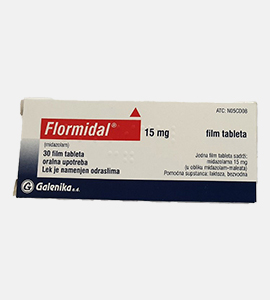 ATC: N05CD08
Flormidal® 15 mg film tableta
(midazolam)
30 film tableta
oralna upotreba
Lek je namenjen odraslima
Jedna film tableta sadrži:
midazolama 15 mg
(u obliku midazolam-maleata)
Pomoćna supstanca: laktoza, bezvodna
G Galenika a.d.